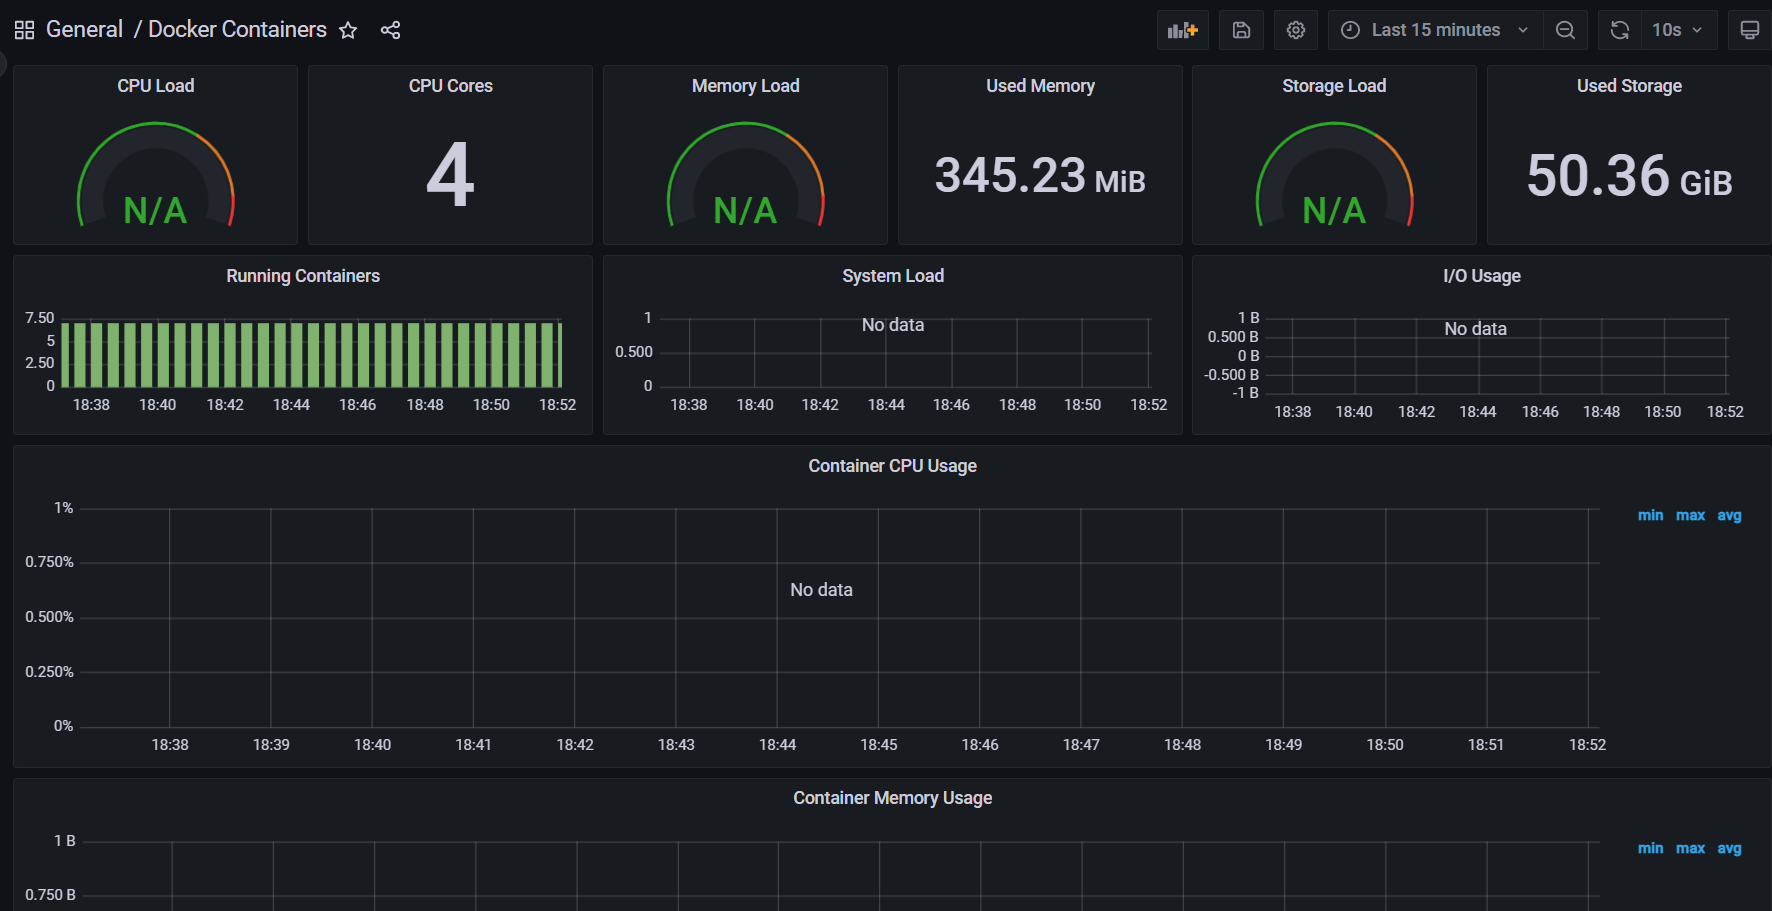 General / Docker Containers
Last 15 minutes
10s
CPU Load
N/A
CPU Cores
4
Memory Load
N/A
Used Memory
345.23 MiB
Storage Load
N/A
Used Storage
50.36 GiB
Running Containers
7.50
5
2.50
0
18:38 18:40 18:42 18:44 18:46 18:48 18:50 18:52
System Load
1
0.500
0
No data
18:38 18:40 18:42 18:44 18:46 18:48 18:50 18:52
I/O Usage
1 B
0.500 B
0 B
-0.500 B
-1 B
No data
18:38 18:40 18:42 18:44 18:46 18:48 18:50 18:52
Container CPU Usage
1%
0.750%
0.500%
0.250%
0%
No data
18:38 18:39 18:40 18:41 18:42 18:43 18:44 18:45 18:46 18:47 18:48 18:49 18:50 18:51 18:52
min max avg
Container Memory Usage
1 B
0.750 B
min max avg